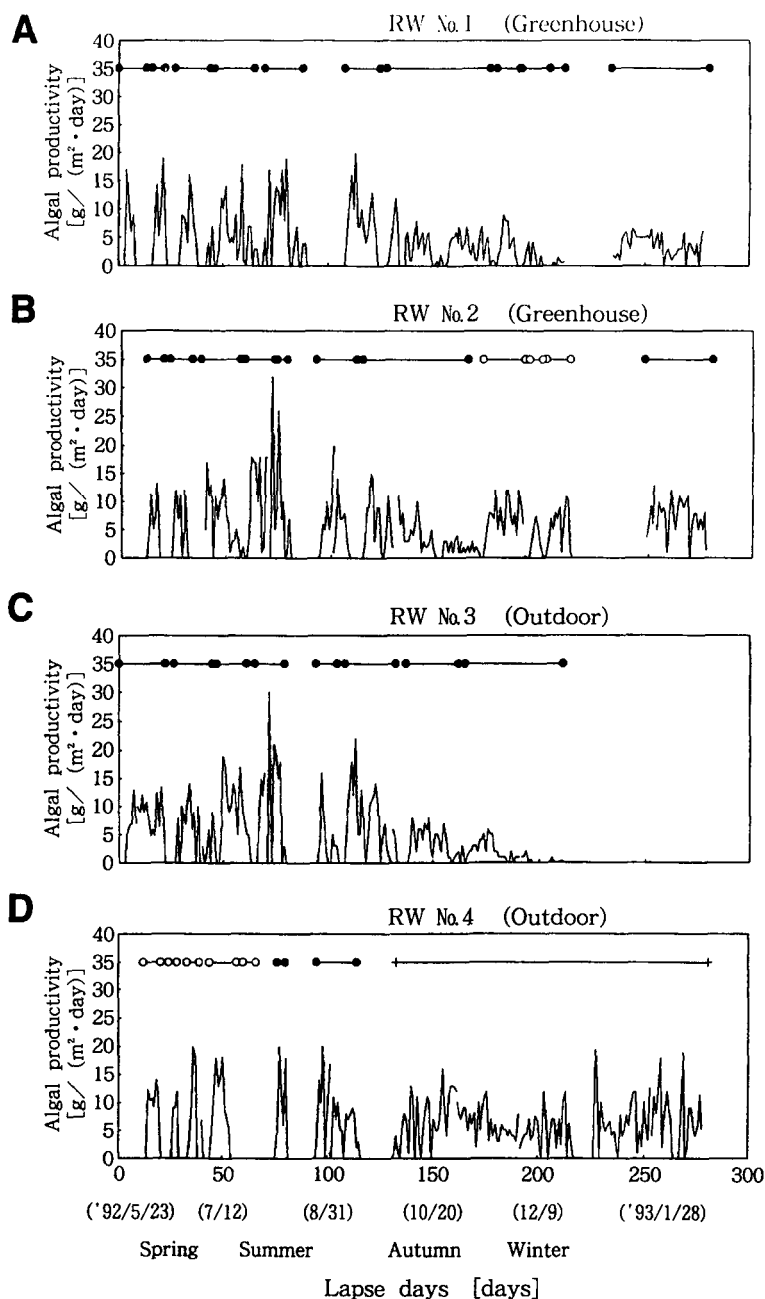 A
RW No.1 (Greenhouse)
Algal productivity
[g/ (m²・day)]
40
35
30
25
20
15
10
5
0
B
RW No.2 (Greenhouse)
Algal productivity
[g/ (m²・day)]
40
35
30
25
20
15
10
5
0
C
RW No.3 (Outdoor)
Algal productivity
[g/ (m²・day)]
40
35
30
25
20
15
10
5
0
D
RW No.4 (Outdoor)
Algal productivity
[g/ (m²・day)]
40
35
30
25
20
15
10
5
0
0 50 100 150 200 250 300
('92/5/23) (7/12) (8/31) (10/20) (12/9) ('93/1/28)
Spring Summer Autumn Winter
Lapse days [days]